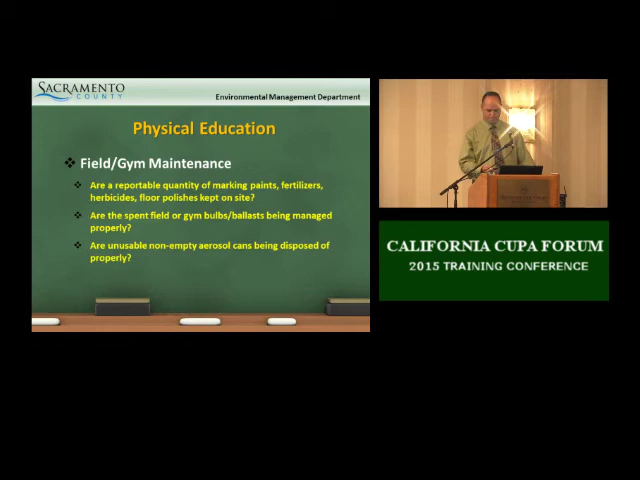 SACRAMENTO
COUNTY
Environmental Management Department
Physical Education
Field/Gym Maintenance
Are a reportable quantity of marking paints, fertilizers,
herbicides, floor polishes kept on site?
Are the spent field or gym bulbs/ballasts being managed
properly?
Are unusable non-empty aerosol cans being disposed of
properly?
CALIFORNIA CUPA FORUM
2015 TRAINING CONFERENCE